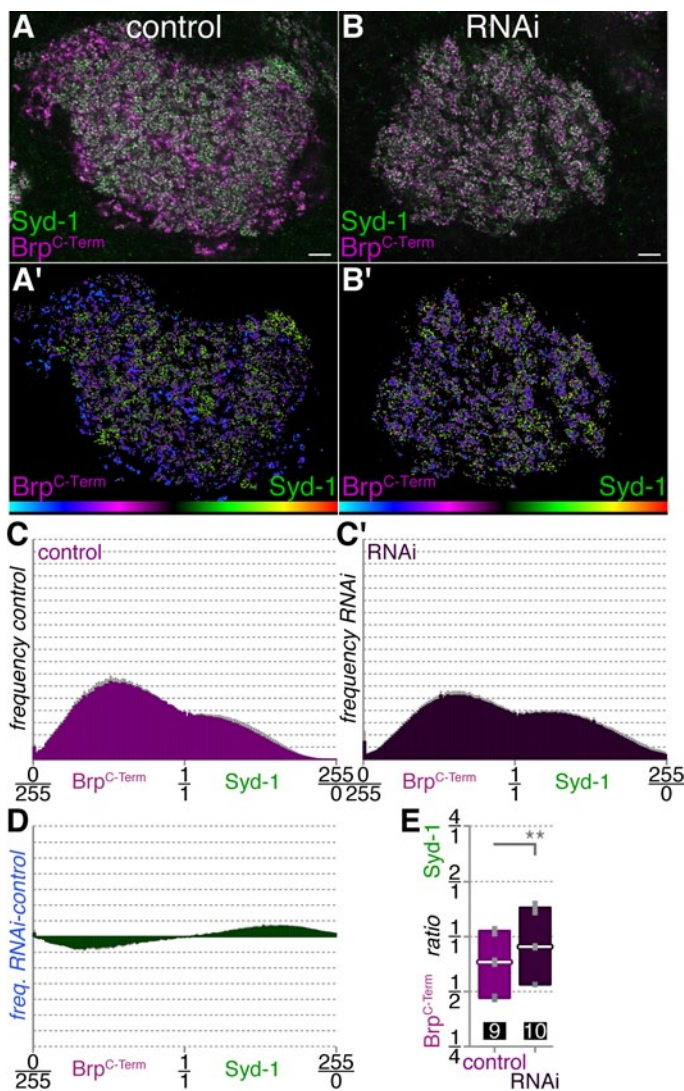 A control
B RNAi
Syd-1
Brp^C-Term
Syd-1
Brp^C-Term
A'
B'
Brp^C-Term Syd-1
Brp^C-Term Syd-1
C control
frequency control
0/255 Brp^C-Term 1/1 Syd-1 255/0
C' RNAi
frequency RNAi
0/255 Brp^C-Term 1/1 Syd-1 255/0
D
freq. RNAi-control
0/255 Brp^C-Term 1/1 Syd-1 255/0
E
**
Brp^C-Term ratio Syd-1
4/1
2/1
1/1
1/2
1/4
9 10
control
RNAi